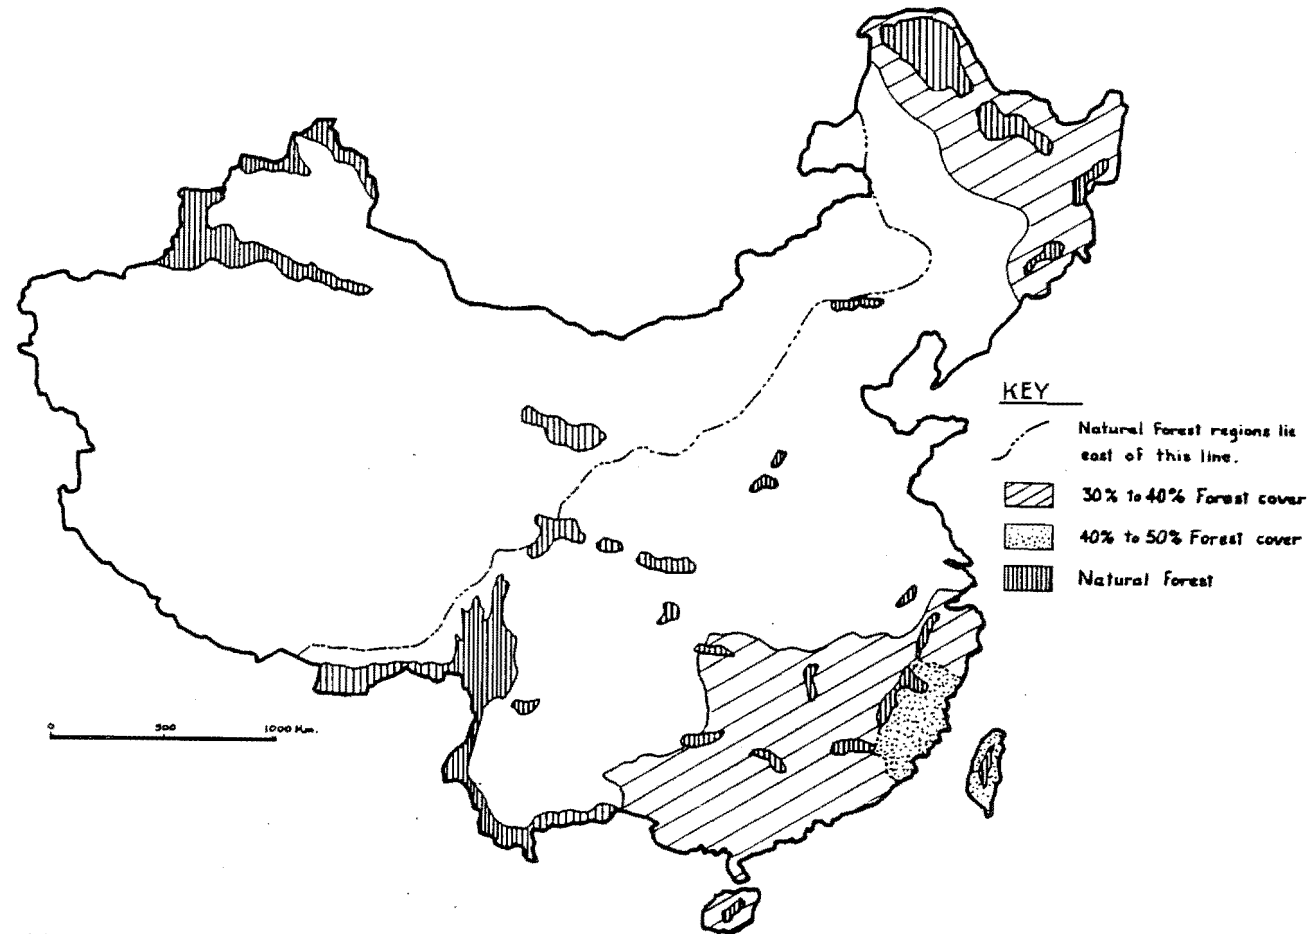 KEY
Natural Forest regions lie
east of this line.
30% to 40% Forest cover
40% to 50% Forest cover
Natural Forest
0 500 1000 Km.